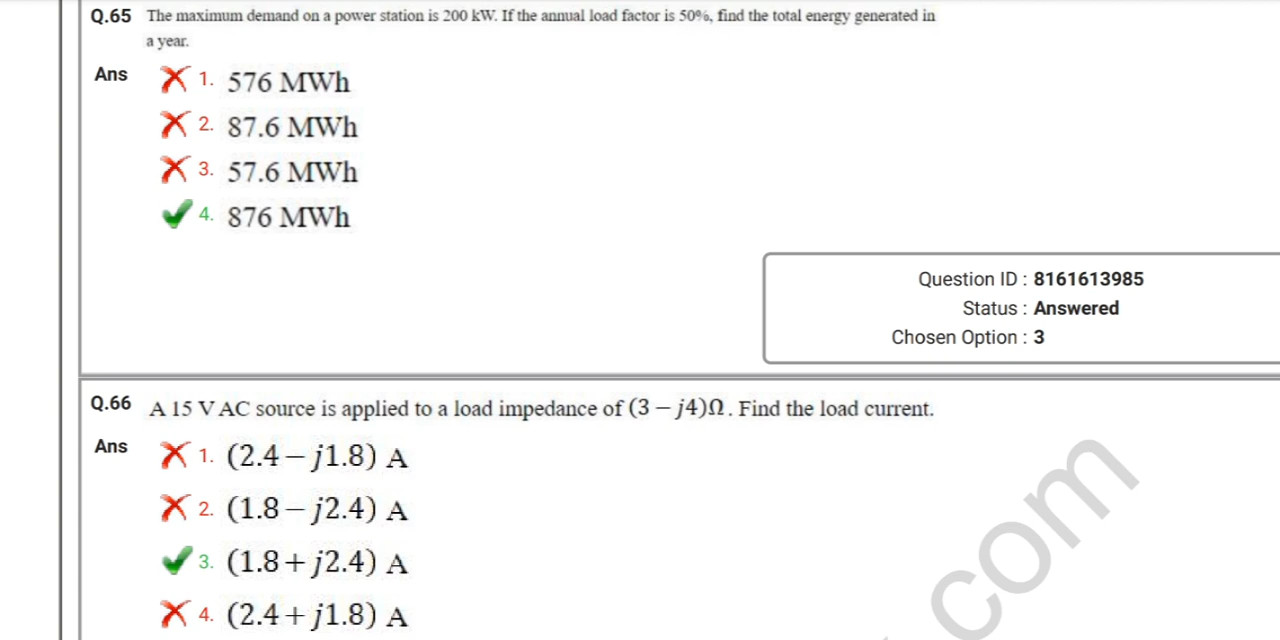 Q.65 The maximum demand on a power station is 200 kW. If the annual load factor is 50%, find the total energy generated in
a year.
Ans 1. 576 MWh
2. 87.6 MWh
3. 57.6 MWh
4. 876 MWh
Question ID : 8161613985
Status : Answered
Chosen Option : 3
Q.66 A 15 V AC source is applied to a load impedance of (3 – j4)Ω. Find the load current.
Ans 1. (2.4 – j1.8) A
2. (1.8 – j2.4) A
3. (1.8 + j2.4) A
4. (2.4 + j1.8) A
com